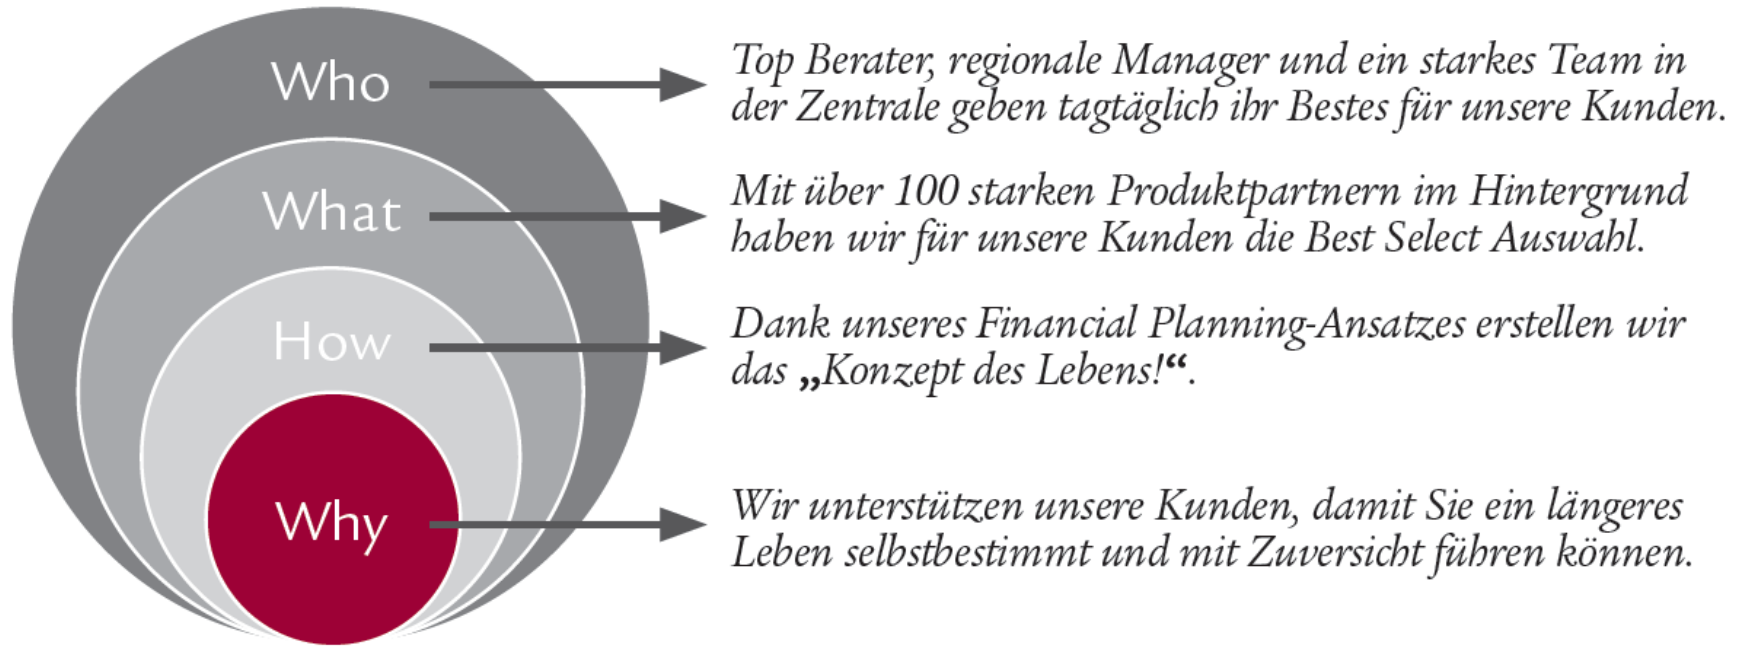 Who
Top Berater, regionale Manager und ein starkes Team in
der Zentrale geben tagtäglich ihr Bestes für unsere Kunden.
What
Mit über 100 starken Produktpartnern im Hintergrund
haben wir für unsere Kunden die Best Select Auswahl.
How
Dank unseres Financial Planning-Ansatzes erstellen wir
das „Konzept des Lebens!“.
Why
Wir unterstützen unsere Kunden, damit Sie ein längeres
Leben selbstbestimmt und mit Zuversicht führen können.